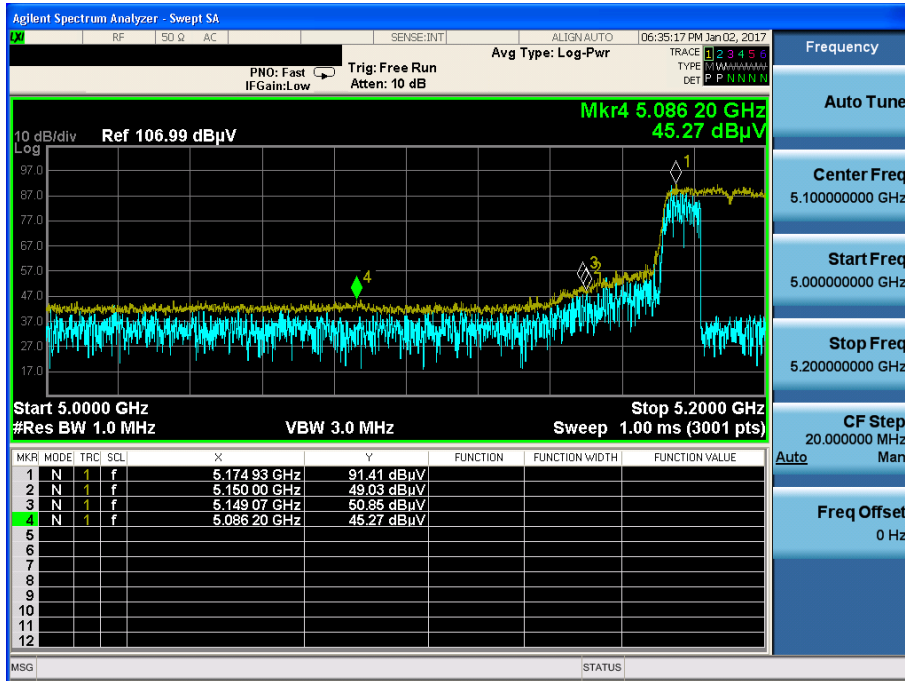 Agilent Spectrum Analyzer - Swept SA
LXI RF 50 Ω AC SENSE:INT ALIGN AUTO 06:35:17 PM Jan 02, 2017
Avg Type: Log-Pwr
TRACE 1 2 3 4 5 6
TYPE M W W W W W
DET P P N N N N
PNO: Fast
IFGain:Low
Trig: Free Run
Atten: 10 dB
Mkr4 5.086 20 GHz
45.27 dBµV
10 dB/div
Log
Ref 106.99 dBµV
97.0
87.0
77.0
67.0
57.0
47.0
37.0
27.0
17.0
1
3
2
4
Start 5.0000 GHz
Stop 5.2000 GHz
#Res BW 1.0 MHz
VBW 3.0 MHz
Sweep 1.00 ms (3001 pts)
MKR MODE TRC SCL X Y FUNCTION FUNCTION WIDTH FUNCTION VALUE
1 N 1 f 5.174 93 GHz 91.41 dBµV
2 N 1 f 5.150 00 GHz 49.03 dBµV
3 N 1 f 5.149 07 GHz 50.85 dBµV
4 N 1 f 5.086 20 GHz 45.27 dBµV
5
6
7
8
9
10
11
12
MSG
STATUS
Frequency
Auto Tune
Center Freq
5.100000000 GHz
Start Freq
5.000000000 GHz
Stop Freq
5.200000000 GHz
CF Step
20.000000 MHz
Auto Man
Freq Offset
0 Hz